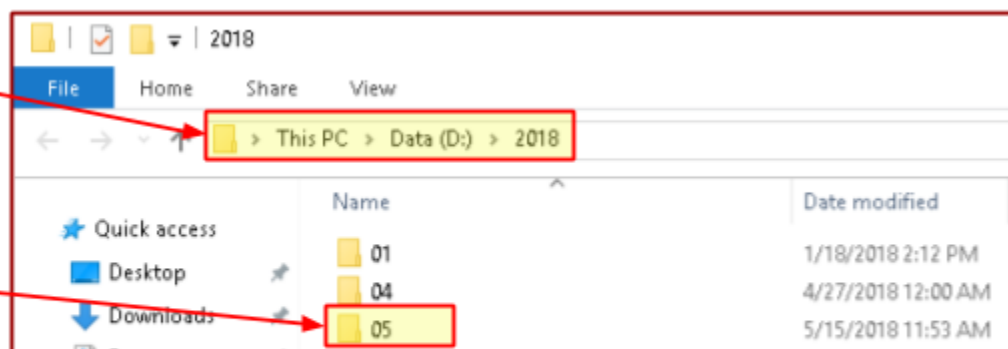 2018
File Home Share View
This PC > Data (D:) > 2018
Name Date modified
Quick access
01 1/18/2018 2:12 PM
Desktop
04 4/27/2018 12:00 AM
Downloads
05 5/15/2018 11:53 AM